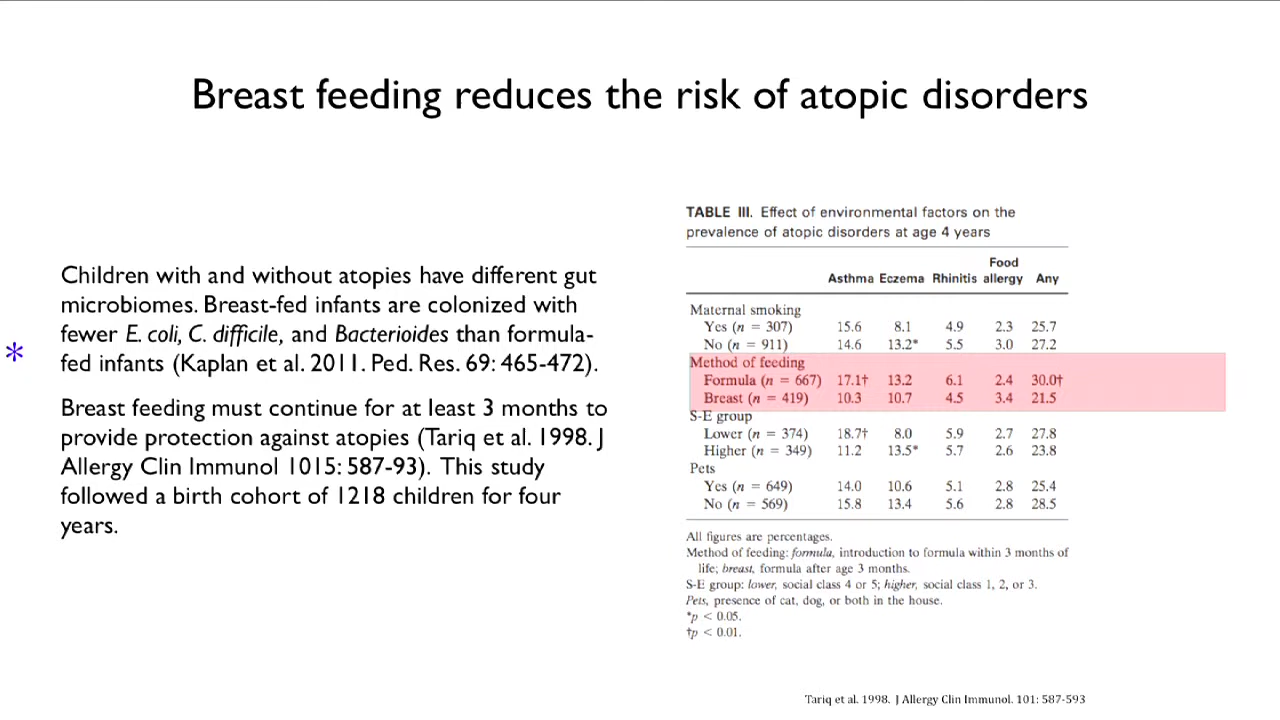 Breast feeding reduces the risk of atopic disorders
Children with and without atopies have different gut
microbiomes. Breast-fed infants are colonized with
fewer E. coli, C. difficile, and Bacterioides than formula-
* fed infants (Kaplan et al. 2011. Ped. Res. 69: 465-472).
Breast feeding must continue for at least 3 months to
provide protection against atopies (Tariq et al. 1998. J
Allergy Clin Immunol 1015: 587-93). This study
followed a birth cohort of 1218 children for four
years.
TABLE III. Effect of environmental factors on the
prevalence of atopic disorders at age 4 years
Food
Asthma Eczema Rhinitis allergy Any
Maternal smoking
Yes (n = 307) 15.6 8.1 4.9 2.3 25.7
No (n = 911) 14.6 13.2* 5.5 3.0 27.2
Method of feeding
Formula (n = 667) 17.1† 13.2 6.1 2.4 30.0†
Breast (n = 419) 10.3 10.7 4.5 3.4 21.5
S-E group
Lower (n = 374) 18.7† 8.0 5.9 2.7 27.8
Higher (n = 349) 11.2 13.5* 5.7 2.6 23.8
Pets
Yes (n = 649) 14.0 10.6 5.1 2.8 25.4
No (n = 569) 15.8 13.4 5.6 2.8 28.5
All figures are percentages.
Method of feeding: formula, introduction to formula within 3 months of
life; breast, formula after age 3 months.
S-E group: lower, social class 4 or 5; higher, social class 1, 2, or 3.
Pets, presence of cat, dog, or both in the house.
*p < 0.05.
†p < 0.01.
Tariq et al. 1998. J Allergy Clin Immunol. 101: 587-593